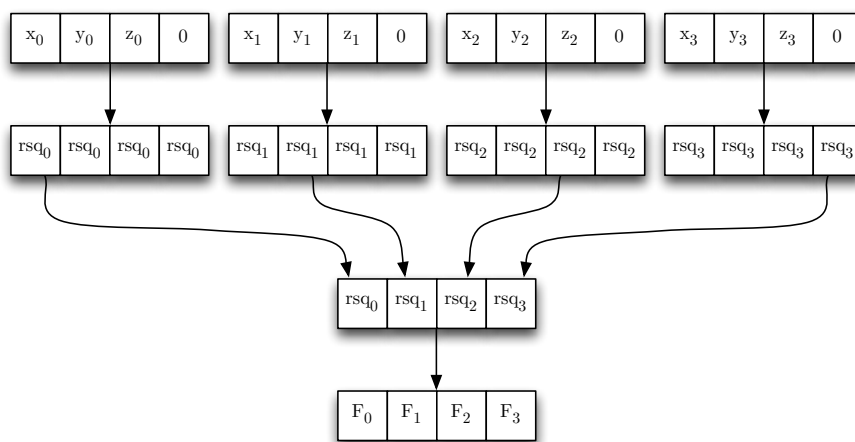 x₀ y₀ z₀ 0 x₁ y₁ z₁ 0 x₂ y₂ z₂ 0 x₃ y₃ z₃ 0
rsq₀ rsq₀ rsq₀ rsq₀ rsq₁ rsq₁ rsq₁ rsq₁ rsq₂ rsq₂ rsq₂ rsq₂ rsq₃ rsq₃ rsq₃ rsq₃
rsq₀ rsq₁ rsq₂ rsq₃
F₀ F₁ F₂ F₃